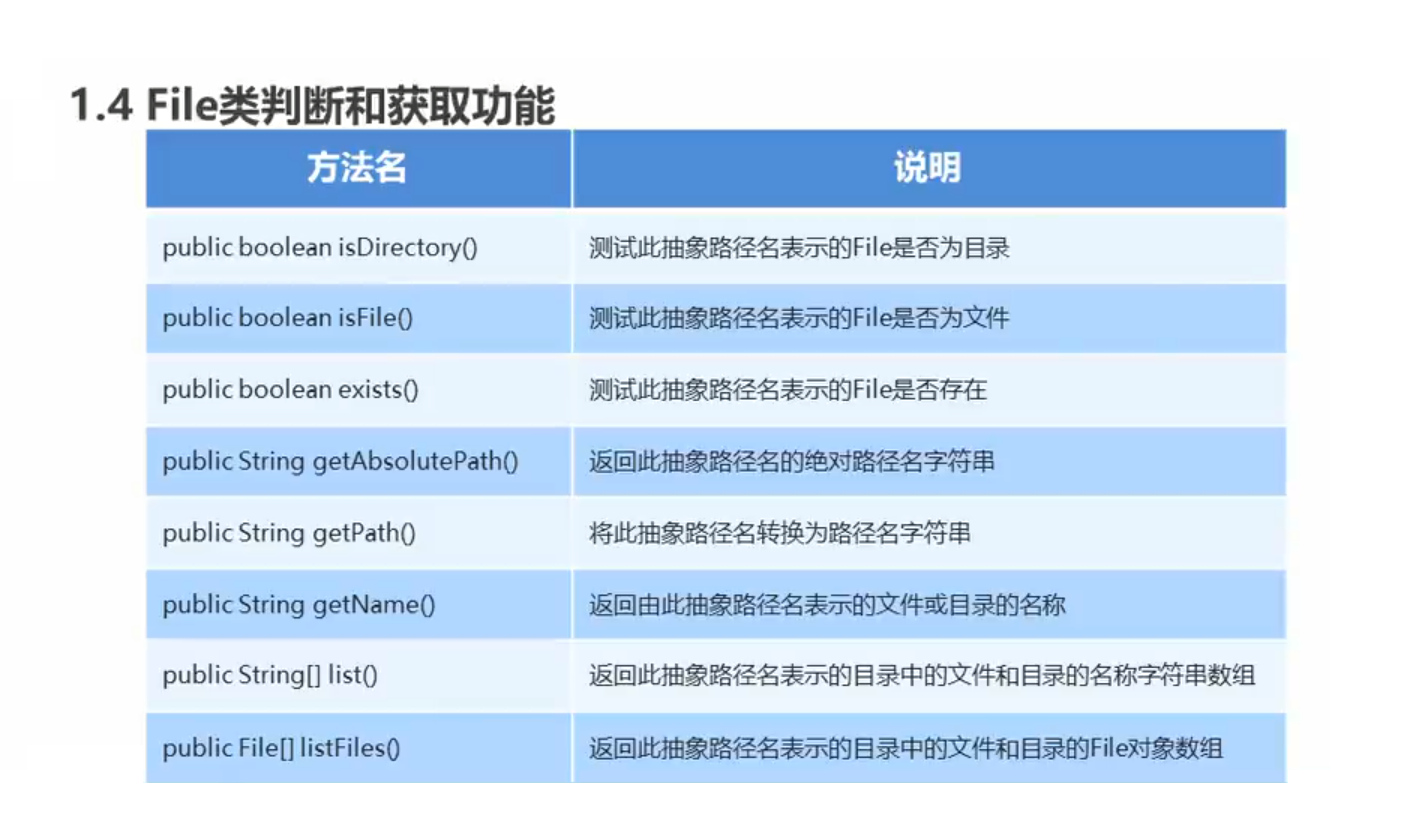 1.4 File类判断和获取功能
方法名 说明
public boolean isDirectory() 测试此抽象路径名表示的File是否为目录
public boolean isFile() 测试此抽象路径名表示的File是否为文件
public boolean exists() 测试此抽象路径名表示的File是否存在
public String getAbsolutePath() 返回此抽象路径名的绝对路径名字符串
public String getPath() 将此抽象路径名转换为路径名字符串
public String getName() 返回由此抽象路径名表示的文件或目录的名称
public String[] list() 返回此抽象路径名表示的目录中的文件和目录的名称字符串数组
public File[] listFiles() 返回此抽象路径名表示的目录中的文件和目录的File对象数组